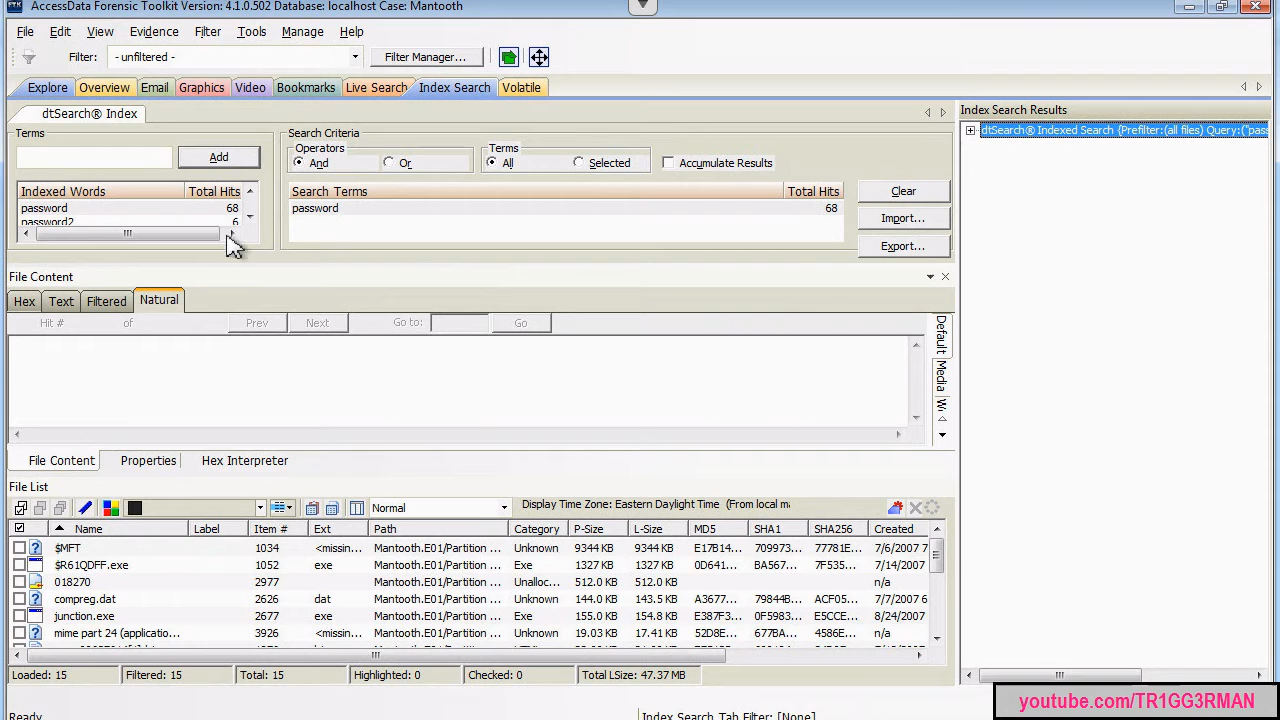 AccessData Forensic Toolkit Version: 4.1.0.502 Database: localhost Case: Mantooth
File Edit View Evidence Filter Tools Manage Help
Filter: - unfiltered - Filter Manager...
Explore Overview Email Graphics Video Bookmarks Live Search Index Search Volatile
dtSearch® Index
Index Search Results
Terms
Add
Search Criteria
Operators
And Or
Terms
All Selected
Accumulate Results
dtSearch® Indexed Search {Prefilter:(all files) Query:("pass
Indexed Words Total Hits
password 68
password2 6
Search Terms Total Hits
password 68
Clear
Import...
Export...
File Content
Hex Text Filtered Natural
Hit # of Prev Next Go to: Go
Default
Media
File Content Properties Hex Interpreter
File List
Normal Display Time Zone: Eastern Daylight Time (From local m
Name Label Item # Ext Path Category P-Size L-Size MD5 SHA1 SHA256 Created
$MFT 1034 <missin... Mantooth.E01/Partition ... Unknown 9344 KB 9344 KB E17B14... 709973... 77781E... 7/6/2007
$R61QDFF.exe 1052 exe Mantooth.E01/Partition ... Exe 1327 KB 1327 KB 0D641... BA567... 7F535... 7/14/2007
018270 2977 Mantooth.E01/Partition ... Unalloc... 512.0 KB 512.0 KB n/a
compreg.dat 2626 dat Mantooth.E01/Partition ... Unknown 144.0 KB 143.5 KB A3677... 79844B... ACF05... 7/7/2007 6
junction.exe 2677 exe Mantooth.E01/Partition ... Exe 155.0 KB 154.8 KB E387F3... 0F5983... E5CCE... 8/24/2007
mime part 24 (applicatio... 3926 <missin... Mantooth.E01/Partition ... Unknown 19.03 KB 17.41 KB 52D8E... 677BA... 4586E... n/a
Loaded: 15 Filtered: 15 Total: 15 Highlighted: 0 Checked: 0 Total LSize: 47.37 MB
youtube.com/TR1GG3RMAN
Ready Index Search Tab Filter: [None]